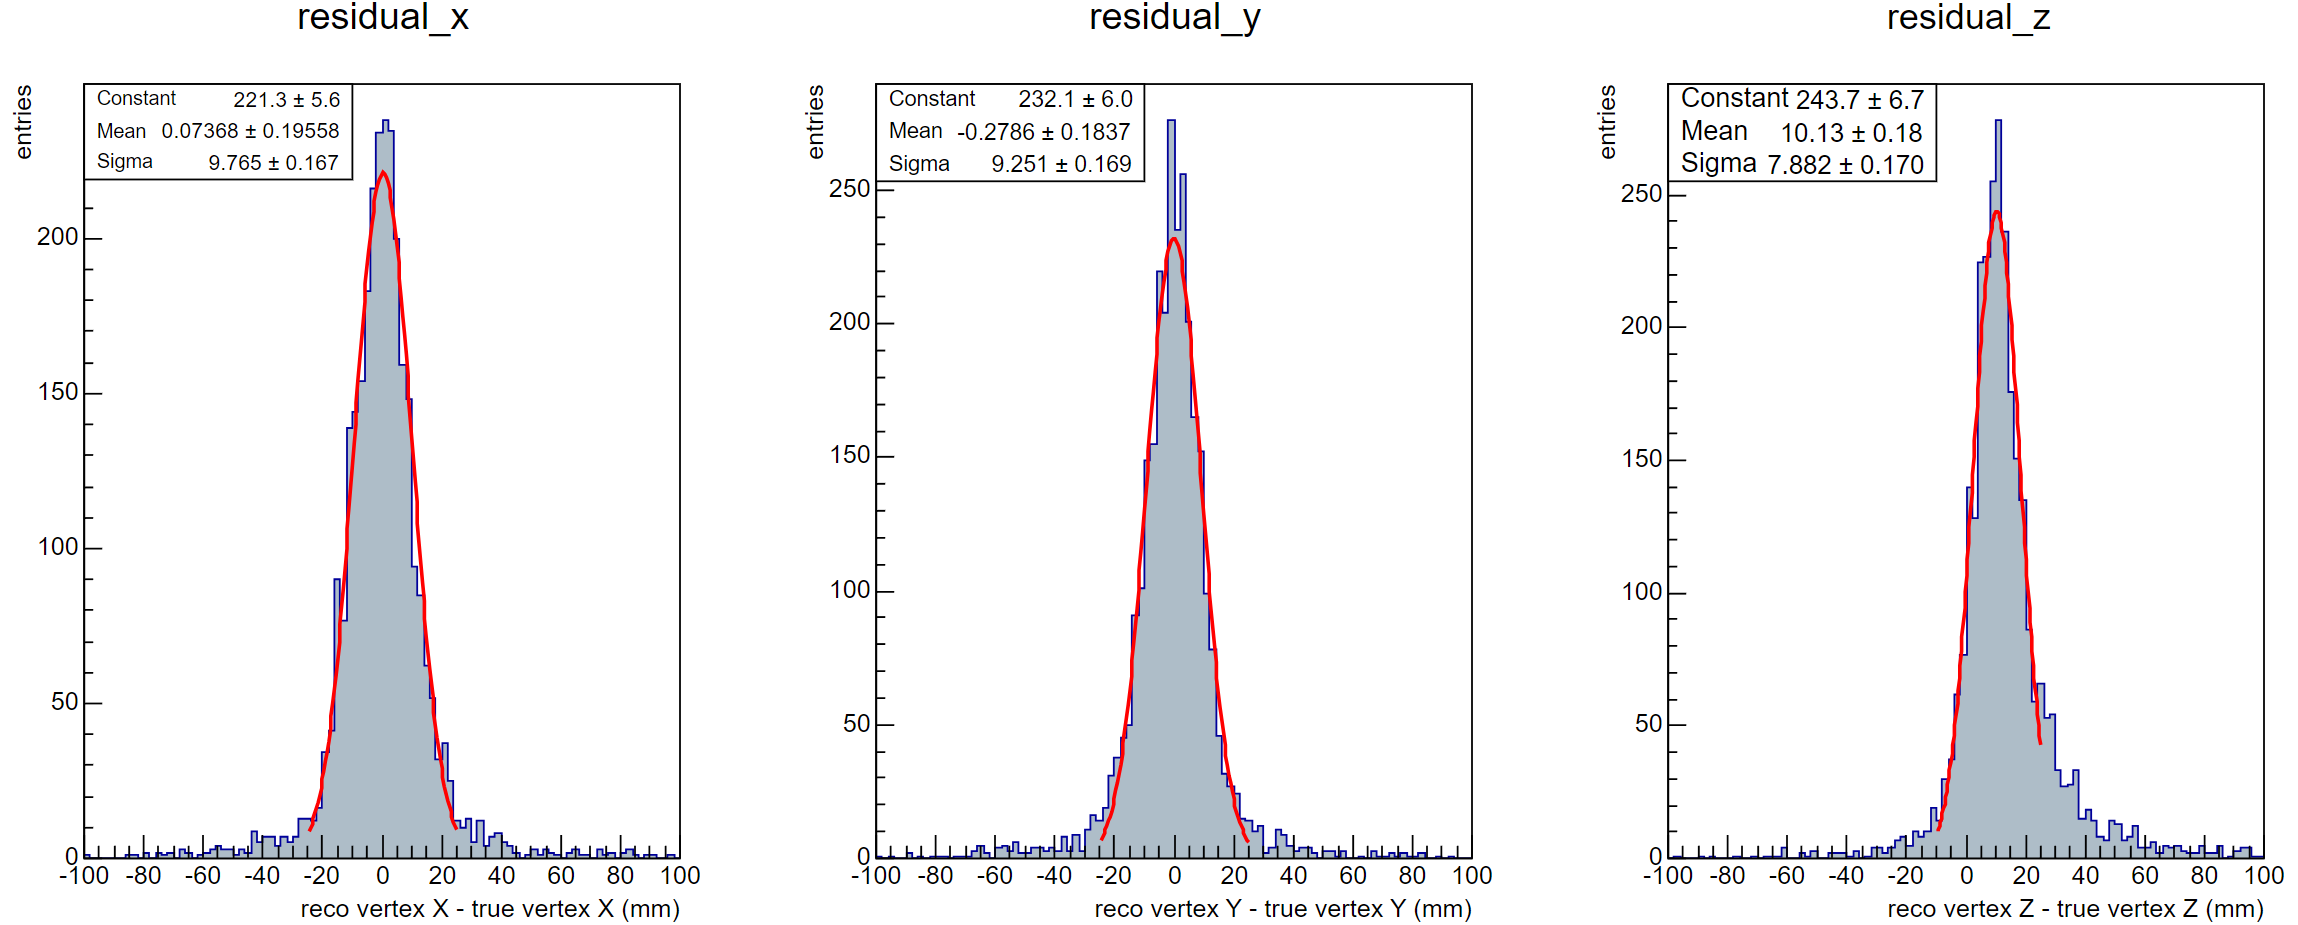 residual_x
entries
Constant 221.3 ± 5.6
Mean 0.07368 ± 0.19558
Sigma 9.765 ± 0.167
200
150
100
50
0
-100 -80 -60 -40 -20 0 20 40 60 80 100
reco vertex X - true vertex X (mm)
residual_y
entries
Constant 232.1 ± 6.0
Mean -0.2786 ± 0.1837
Sigma 9.251 ± 0.169
250
200
150
100
50
0
-100 -80 -60 -40 -20 0 20 40 60 80 100
reco vertex Y - true vertex Y (mm)
residual_z
entries
Constant 243.7 ± 6.7
Mean 10.13 ± 0.18
Sigma 7.882 ± 0.170
250
200
150
100
50
0
-100 -80 -60 -40 -20 0 20 40 60 80 100
reco vertex Z - true vertex Z (mm)